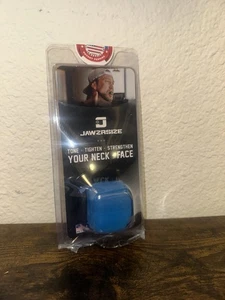 JAWZRSIZE
TONE - TIGHTEN - STRENGTHEN
YOUR NECK & FACE